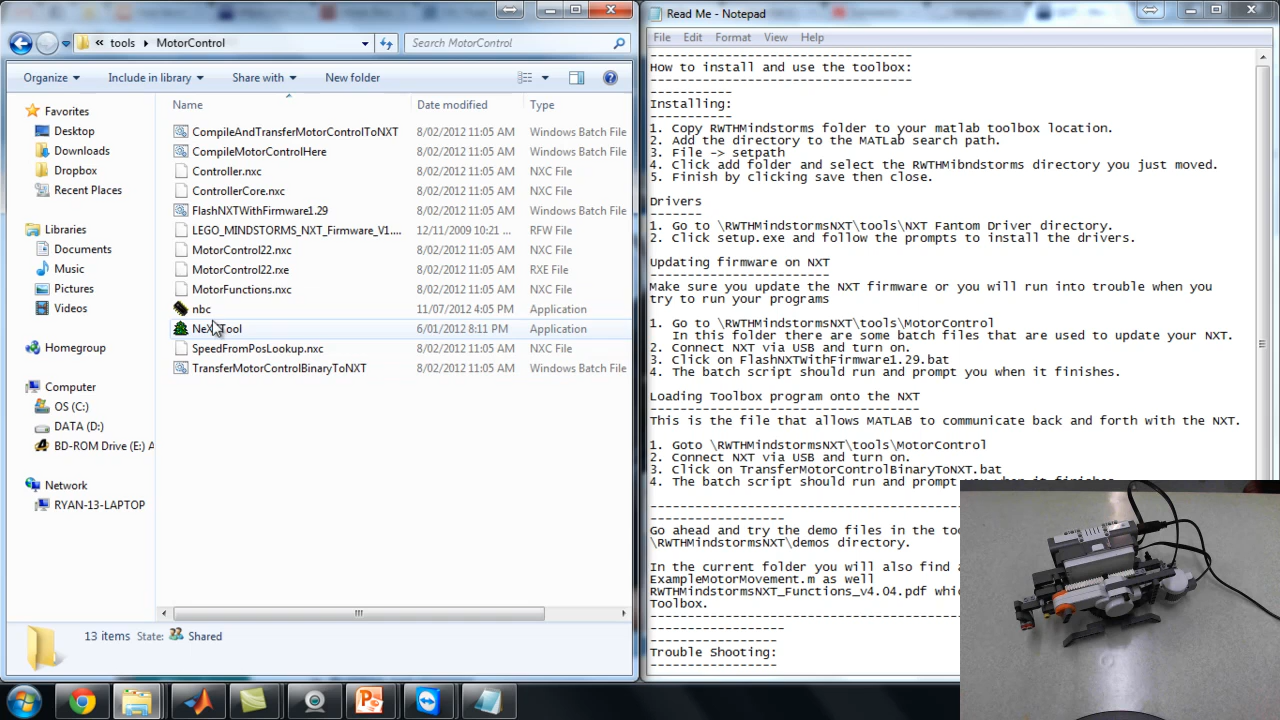 tools
MotorControl
Search MotorControl
Organize
Include in library
Share with
New folder
Favorites
Desktop
Downloads
Dropbox
Recent Places
Libraries
Documents
Music
Pictures
Videos
Homegroup
Computer
OS (C:)
DATA (D:)
BD-ROM Drive (E:) A
Network
RYAN-13-LAPTOP
Name Date modified Type
CompileAndTransferMotorControlToNXT 8/02/2012 11:05 AM Windows Batch File
CompileMotorControlHere 8/02/2012 11:05 AM Windows Batch File
Controller.nxc 8/02/2012 11:05 AM NXC File
ControllerCore.nxc 8/02/2012 11:05 AM NXC File
FlashNXTWithFirmware1.29 8/02/2012 11:05 AM Windows Batch File
LEGO_MINDSTORMS_NXT_Firmware_V1.... 12/11/2009 10:21 ... RFW File
MotorControl22.nxc 8/02/2012 11:05 AM NXC File
MotorControl22.rxe 8/02/2012 11:05 AM RXE File
MotorFunctions.nxc 8/02/2012 11:05 AM NXC File
nbc 11/07/2012 4:05 PM Application
NeXTTool 6/01/2012 8:11 PM Application
SpeedFromPosLookup.nxc 8/02/2012 11:05 AM NXC File
TransferMotorControlBinaryToNXT 8/02/2012 11:05 AM Windows Batch File
13 items State: Shared
Read Me - Notepad
File Edit Format View Help
------------------------------------
How to install and use the toolbox:
------------------------------------
-----------
Installing:
-----------
1. Copy RWTHMindstorms folder to your matlab toolbox location.
2. Add the directory to the MATLab search path.
3. File -> setpath
4. Click add folder and select the RWTHMibndstorms directory you just moved.
5. Finish by clicking save then close.
Drivers
-------
1. Go to \RWTHMindstormsNXT\tools\NXT Fantom Driver directory.
2. Click setup.exe and follow the prompts to install the drivers.
Updating firmware on NXT
------------------------
Make sure you update the NXT firmware or you will run into trouble when you
try to run your programs
1. Go to \RWTHMindstormsNXT\tools\MotorControl
In this folder there are some batch files that are used to update your NXT.
2. Connect NXT via USB and turn on.
3. Click on FlashNXTWithFirmware1.29.bat
4. The batch script should run and prompt you when it finishes.
Loading Toolbox program onto the NXT
-------------------------------------
This is the file that allows MATLAB to communicate back and forth with the NXT.
1. Goto \RWTHMindstormsNXT\tools\MotorControl
2. Connect NXT via USB and turn on.
3. Click on TransferMotorControlBinaryToNXT.bat
4. The batch script should run and prompt you when it finishes.
------------------
Go ahead and try the demo files in the too
\RWTHMindstormsNXT\demos directory.
In the current folder you will also find a
ExampleMotorMovement.m as well
RWTHMindstormsNXT_Functions_v4.04.pdf whic
Toolbox.
------------------
-----------------
Trouble Shooting:
-----------------